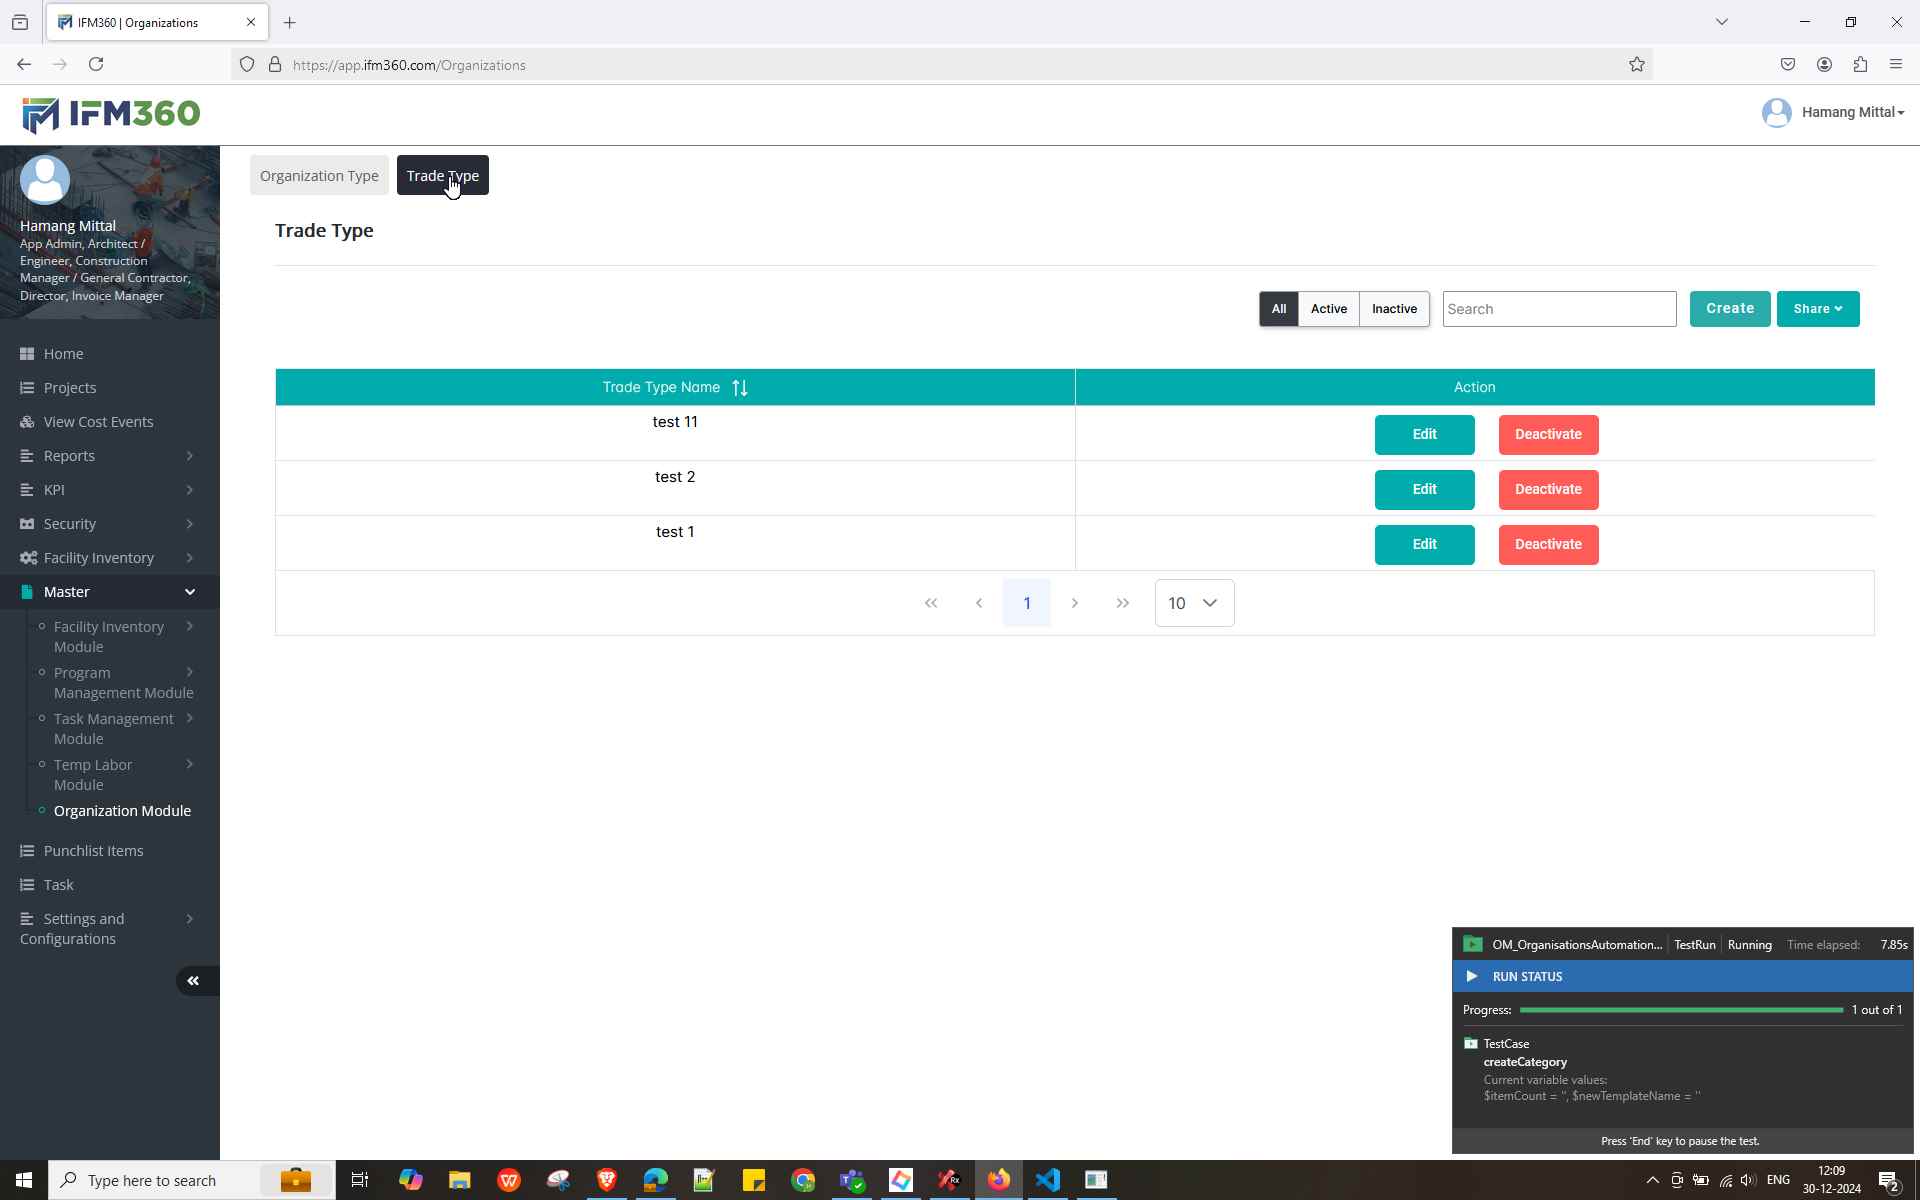 IFM360 | Organizations
https://app.ifm360.com/Organizations
IFM360
Hamang Mittal
Hamang Mittal
App Admin, Architect /
Engineer, Construction
Manager / General Contractor,
Director, Invoice Manager
Home
Projects
View Cost Events
Reports
KPI
Security
Facility Inventory
Master
Facility Inventory
Module
Program
Management Module
Task Management
Module
Temp Labor
Module
Organization Module
Punchlist Items
Task
Settings and
Configurations
Organization Type
Trade Type
Trade Type
All
Active
Inactive
Search
Create
Share
Trade Type Name
Action
test 11
Edit
Deactivate
test 2
Edit
Deactivate
test 1
Edit
Deactivate
1
10
OM_OrganisationsAutomation... TestRun Running Time elapsed: 7.85s
RUN STATUS
Progress: 1 out of 1
TestCase
createCategory
Current variable values:
$itemCount = '', $newTemplateName = ''
Press 'End' key to pause the test.
Type here to search
ENG
12:09
30-12-2024
2